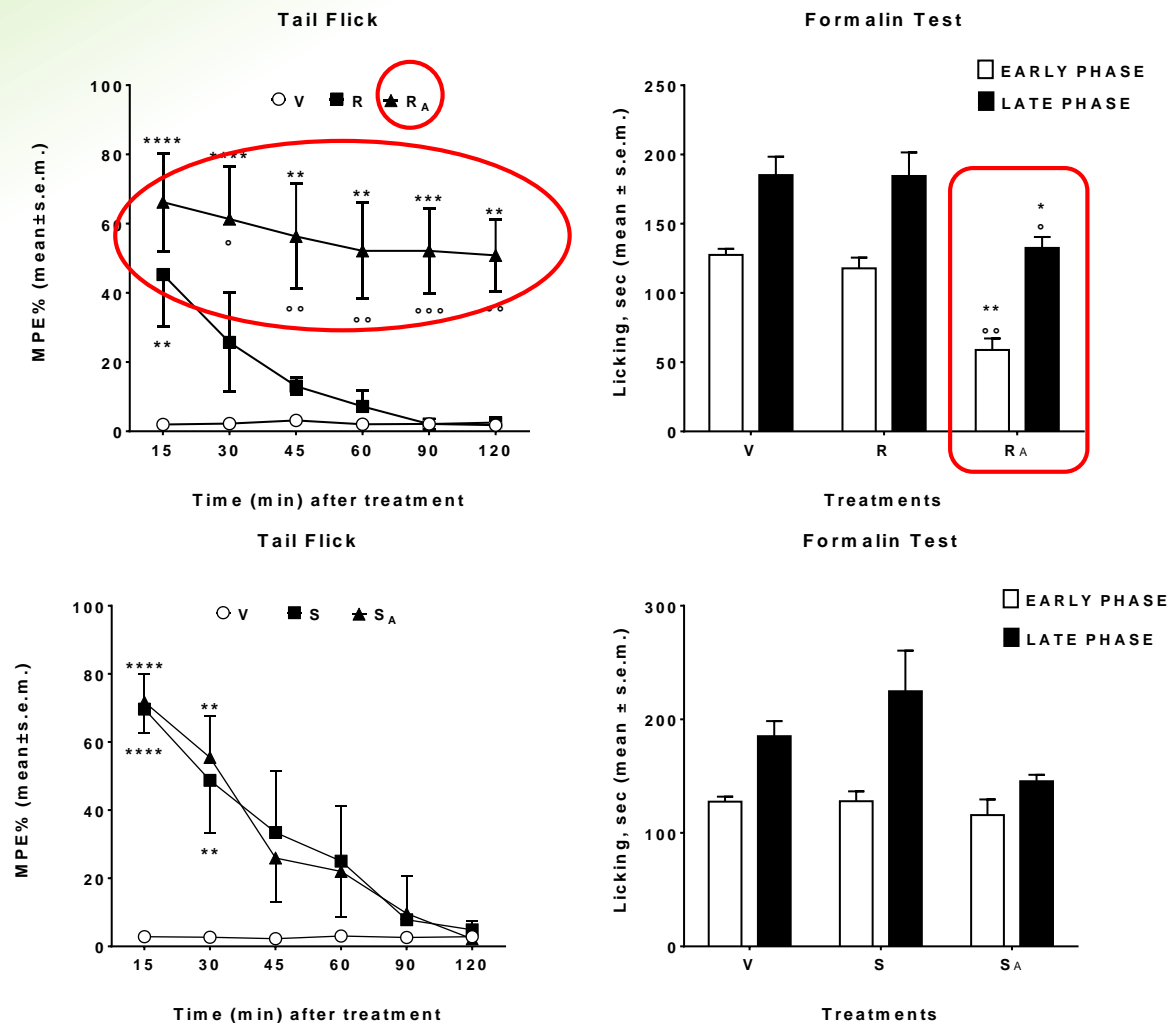 Tail Flick
100
80
60
40
20
0
MPE% (mean±s.e.m.)
V R RA
**** **** ** ** *** **
° °° °° °°° °°
**
15 30 45 60 90 120
Time (min) after treatment
Formalin Test
EARLY PHASE
LATE PHASE
250
200
150
100
50
0
Licking, sec (mean ± s.e.m.)
*
°
**
°°
V R RA
Treatments
Tail Flick
100
80
60
40
20
0
MPE% (mean±s.e.m.)
V S SA
**** **
**** **
15 30 45 60 90 120
Time (min) after treatment
Formalin Test
EARLY PHASE
LATE PHASE
300
200
100
0
Licking, sec (mean ± s.e.m.)
V S SA
Treatments